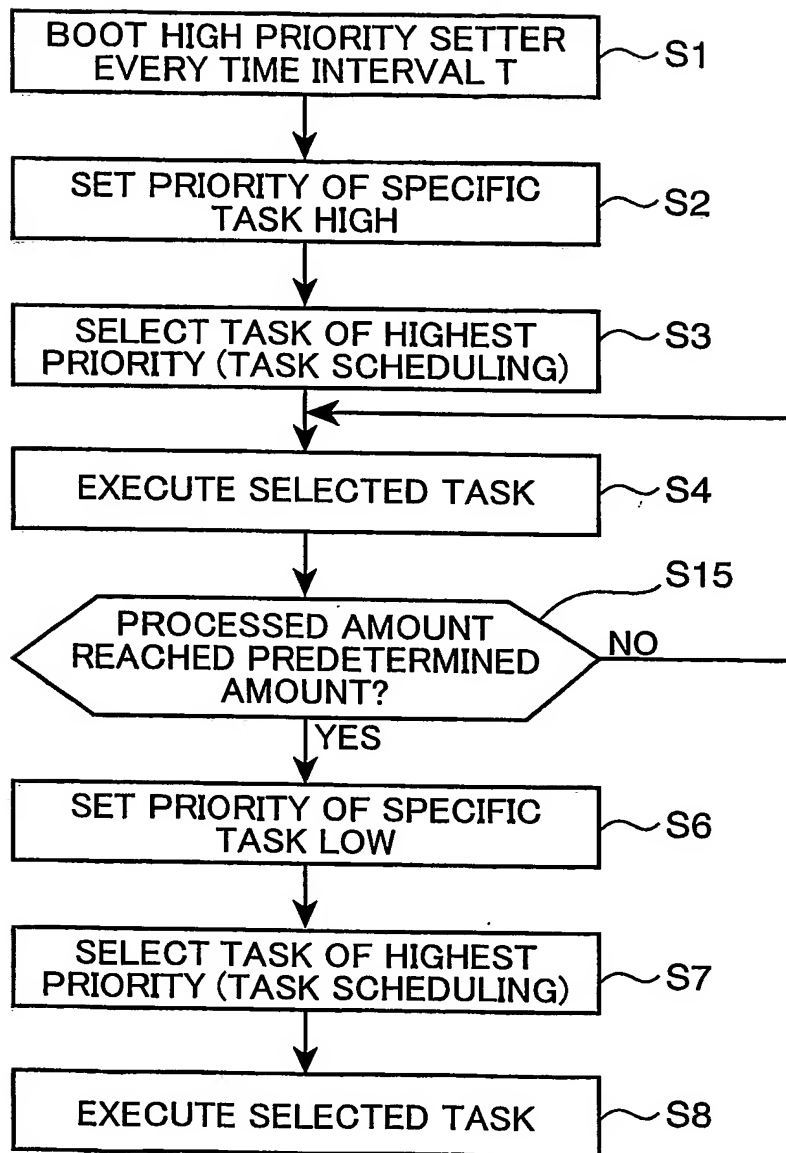 BOOT HIGH PRIORITY SETTER
EVERY TIME INTERVAL T
S1
SET PRIORITY OF SPECIFIC
TASK HIGH
S2
SELECT TASK OF HIGHEST
PRIORITY (TASK SCHEDULING)
S3
EXECUTE SELECTED TASK
S4
S15
PROCESSED AMOUNT
REACHED PREDETERMINED
AMOUNT?
NO
YES
SET PRIORITY OF SPECIFIC
TASK LOW
S6
SELECT TASK OF HIGHEST
PRIORITY (TASK SCHEDULING)
S7
EXECUTE SELECTED TASK
S8